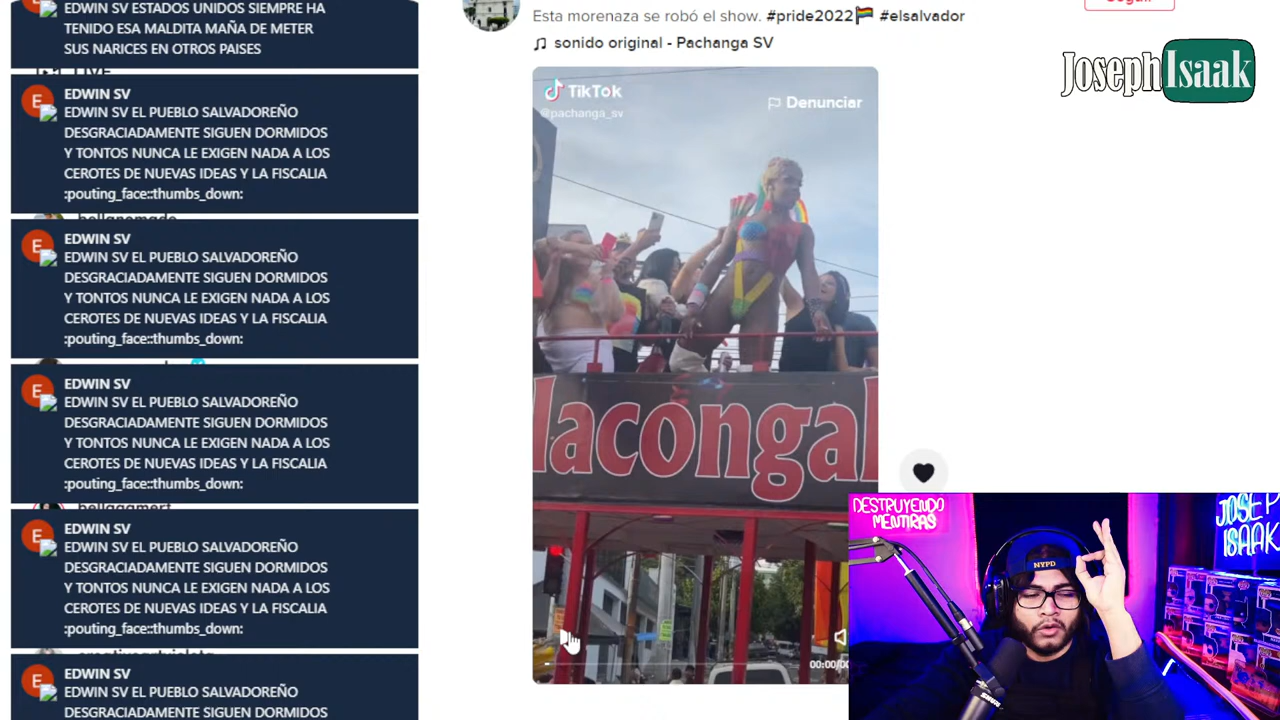 EDWIN SV ESTADOS UNIDOS SIEMPRE HA
TENIDO ESA MALDITA MAÑA DE METER
SUS NARICES EN OTROS PAISES
LIVE
E
EDWIN SV
EDWIN SV EL PUEBLO SALVADOREÑO
DESGRACIADAMENTE SIGUEN DORMIDOS
Y TONTOS NUNCA LE EXIGEN NADA A LOS
CEROTES DE NUEVAS IDEAS Y LA FISCALIA
:pouting_face::thumbs_down:
E
EDWIN SV
EDWIN SV EL PUEBLO SALVADOREÑO
DESGRACIADAMENTE SIGUEN DORMIDOS
Y TONTOS NUNCA LE EXIGEN NADA A LOS
CEROTES DE NUEVAS IDEAS Y LA FISCALIA
:pouting_face::thumbs_down:
E
EDWIN SV
EDWIN SV EL PUEBLO SALVADOREÑO
DESGRACIADAMENTE SIGUEN DORMIDOS
Y TONTOS NUNCA LE EXIGEN NADA A LOS
CEROTES DE NUEVAS IDEAS Y LA FISCALIA
:pouting_face::thumbs_down:
E
EDWIN SV
EDWIN SV EL PUEBLO SALVADOREÑO
DESGRACIADAMENTE SIGUEN DORMIDOS
Y TONTOS NUNCA LE EXIGEN NADA A LOS
CEROTES DE NUEVAS IDEAS Y LA FISCALIA
:pouting_face::thumbs_down:
E
EDWIN SV
EDWIN SV EL PUEBLO SALVADOREÑO
DESGRACIADAMENTE SIGUEN DORMIDOS
Esta morenaza se robó el show. #pride2022🏳️‍🌈 #elsalvador
sonido original - Pachanga SV
Seguir
TikTok
@pachanga_sv
Denunciar
lacongal
00:00/00
JosephIsaak
DESTRUYENDO
MENTIRAS
NYPD
JOSEP
ISAAK